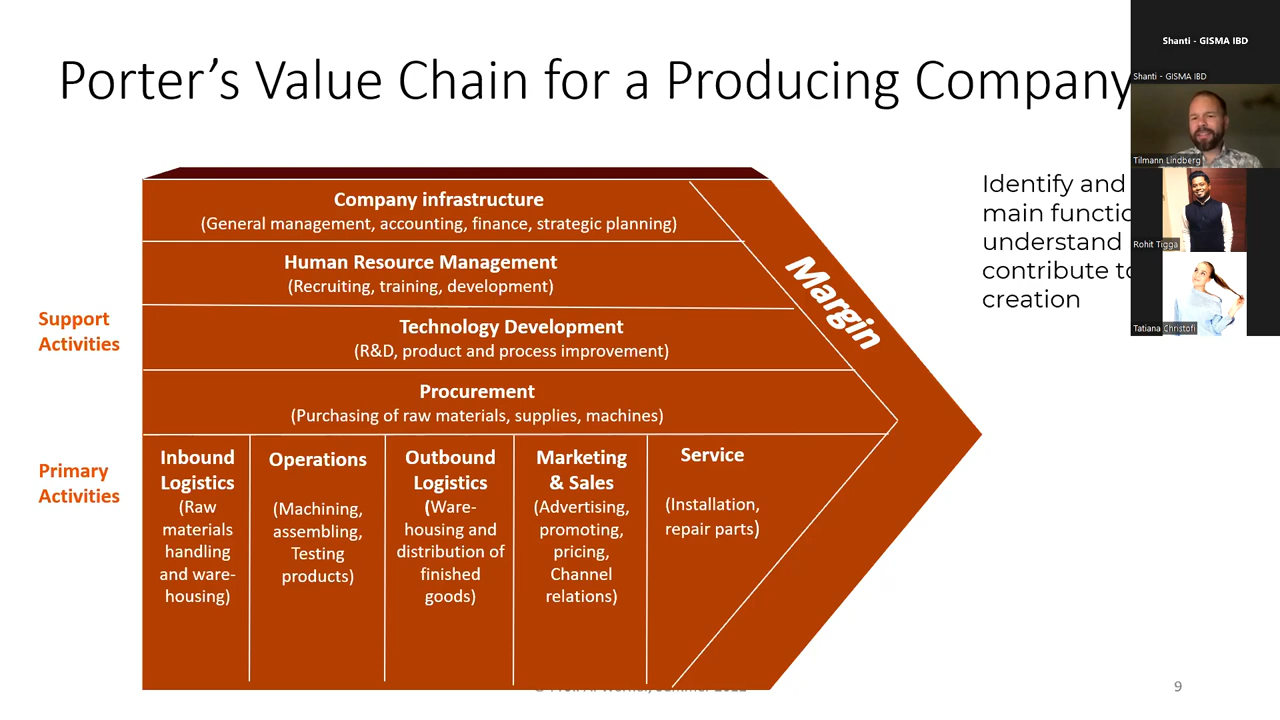 Porter's Value Chain for a Producing Company
Shanti - GISMA IBD
Shanti - GISMA IBD
Tilmann Lindberg
Rohit Tigga
Tatiana Christofi
Identify and
main
understand
contribute
creation
Support
Activities
Company infrastructure
(General management, accounting, finance, strategic planning)
Human Resource Management
(Recruiting, training, development)
Technology Development
(R&D, product and process improvement)
Procurement
(Purchasing of raw materials, supplies, machines)
Margin
Primary
Activities
Inbound
Logistics
(Raw
materials
handling
and ware-
housing)
Operations
(Machining,
assembling,
Testing
products)
Outbound
Logistics
(Ware-
housing and
distribution of
finished
goods)
Marketing
& Sales
(Advertising,
promoting,
pricing,
Channel
relations)
Service
(Installation,
repair parts)
9